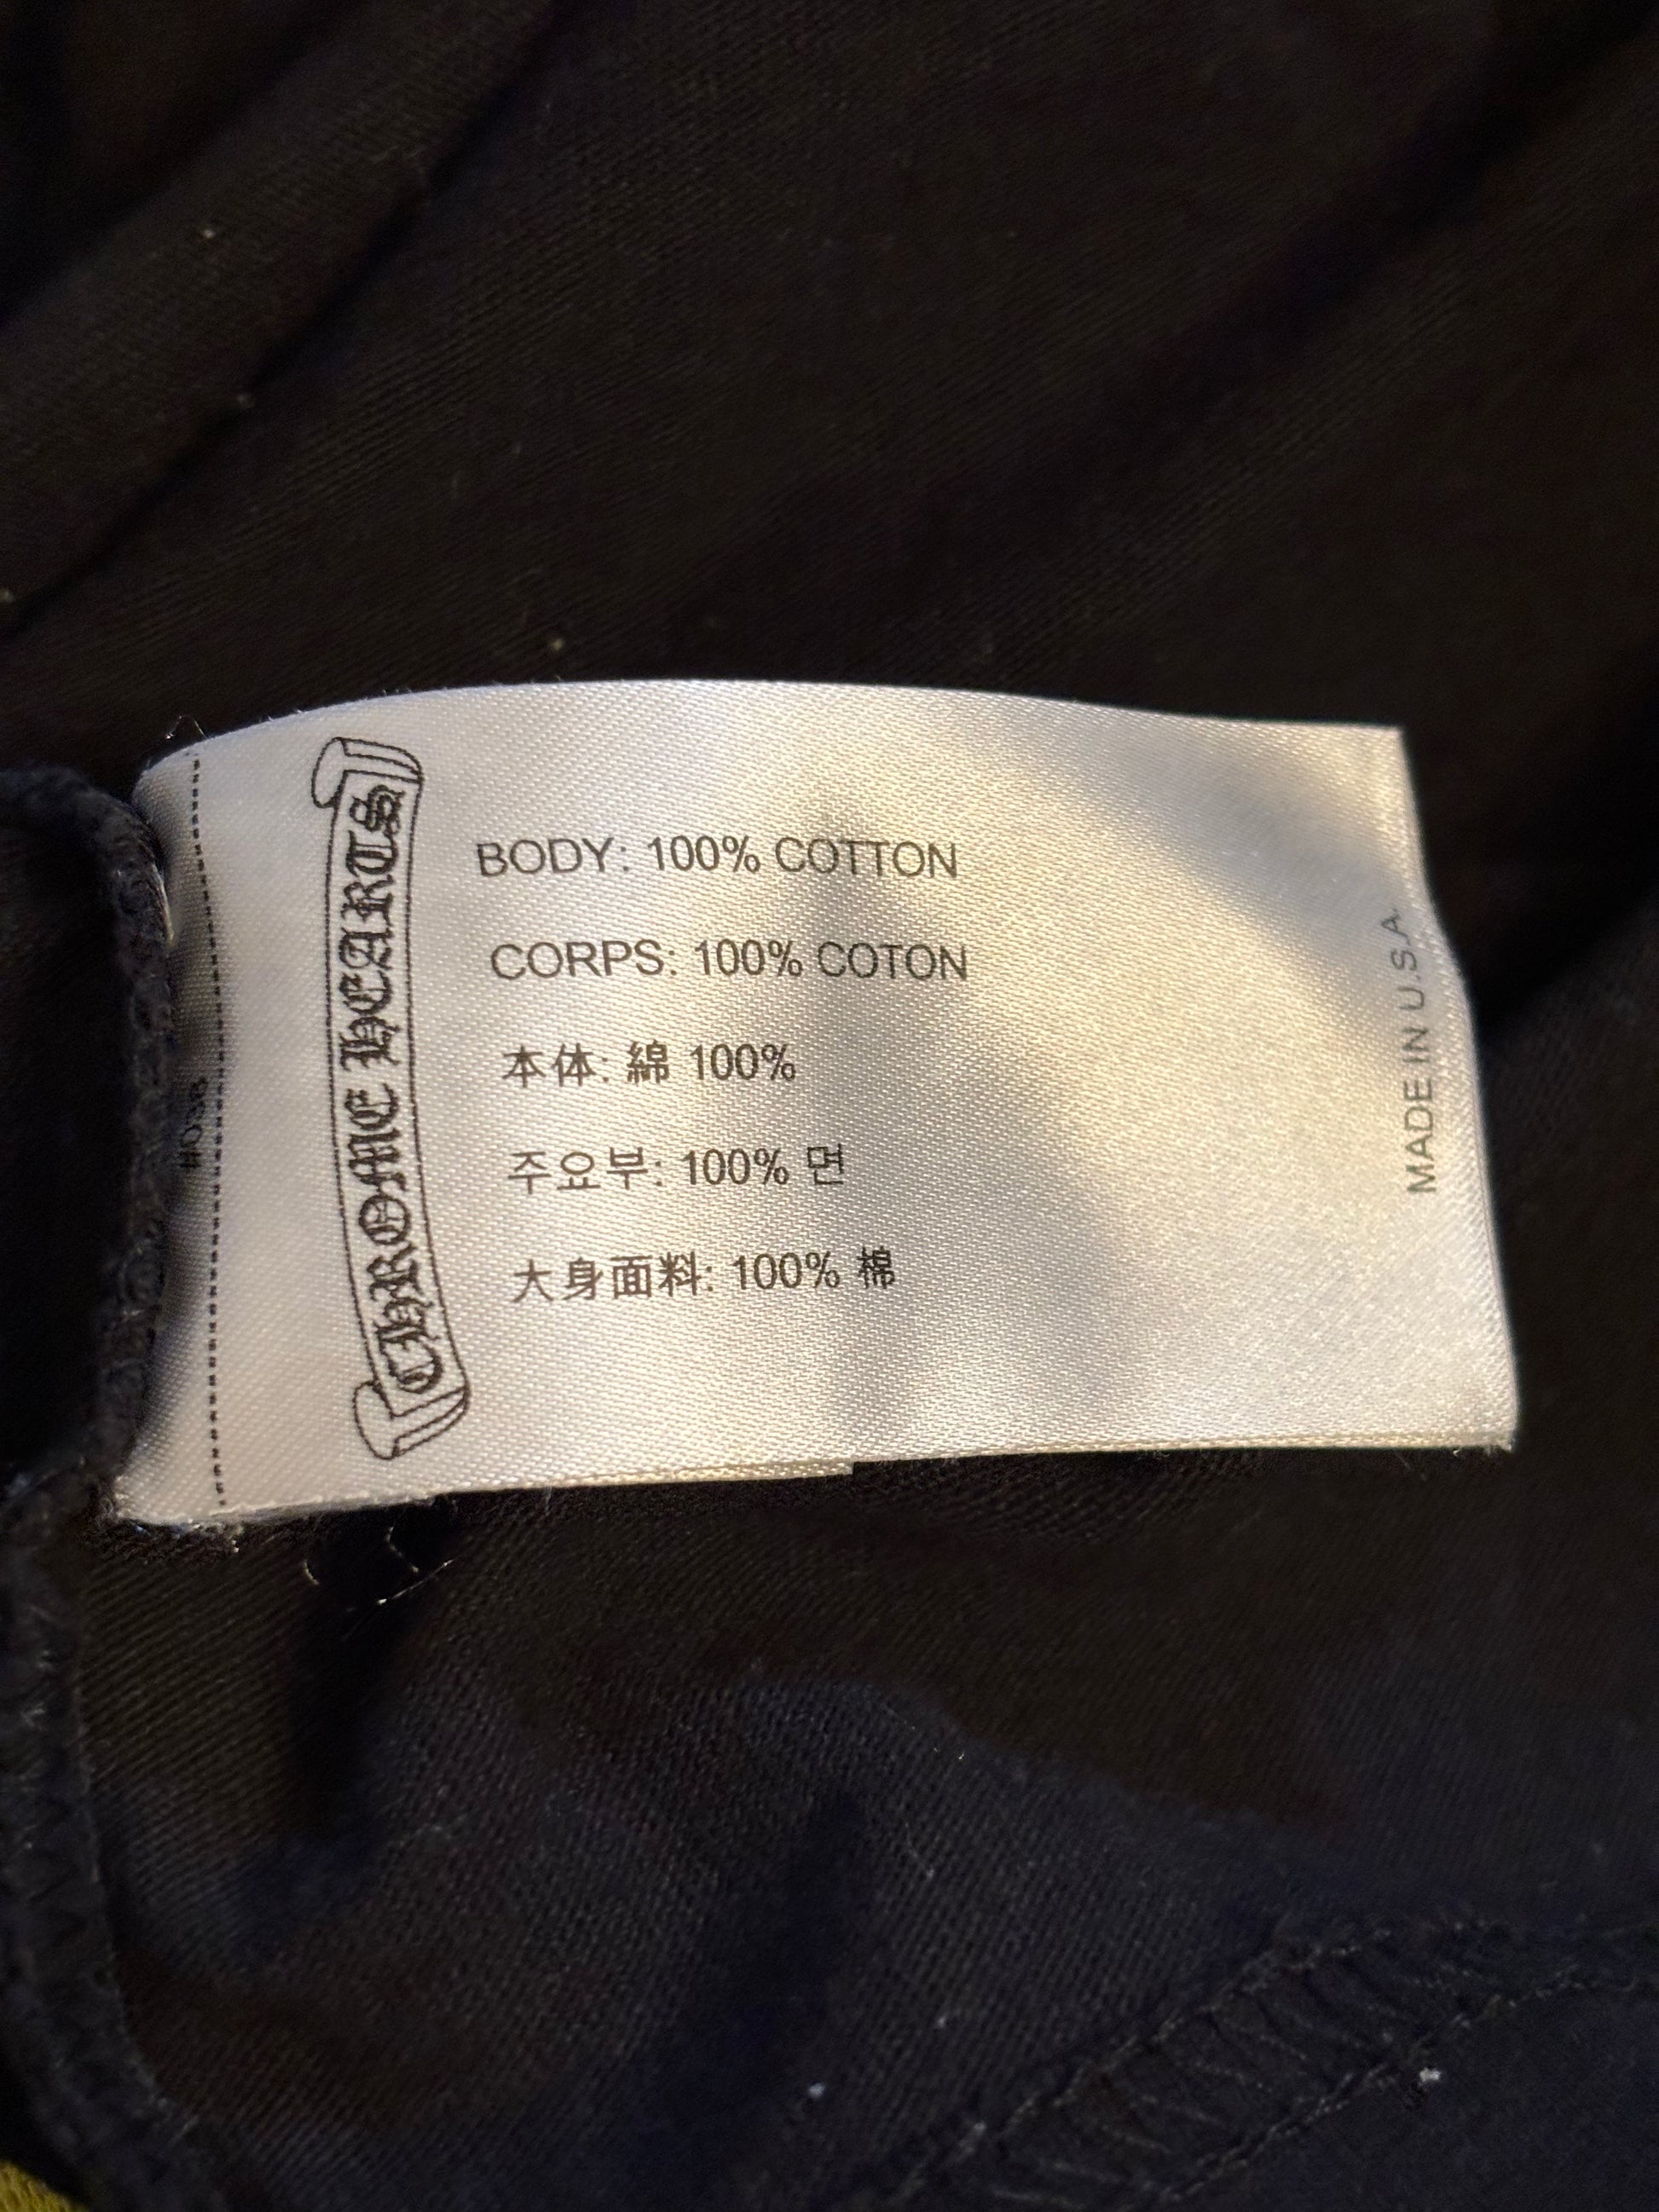 CHROME HEARTS
BODY: 100% COTTON
CORPS: 100% COTON
本体: 綿 100%
주요부: 100% 면
大身面料: 100% 棉
MADE IN U.S.A.